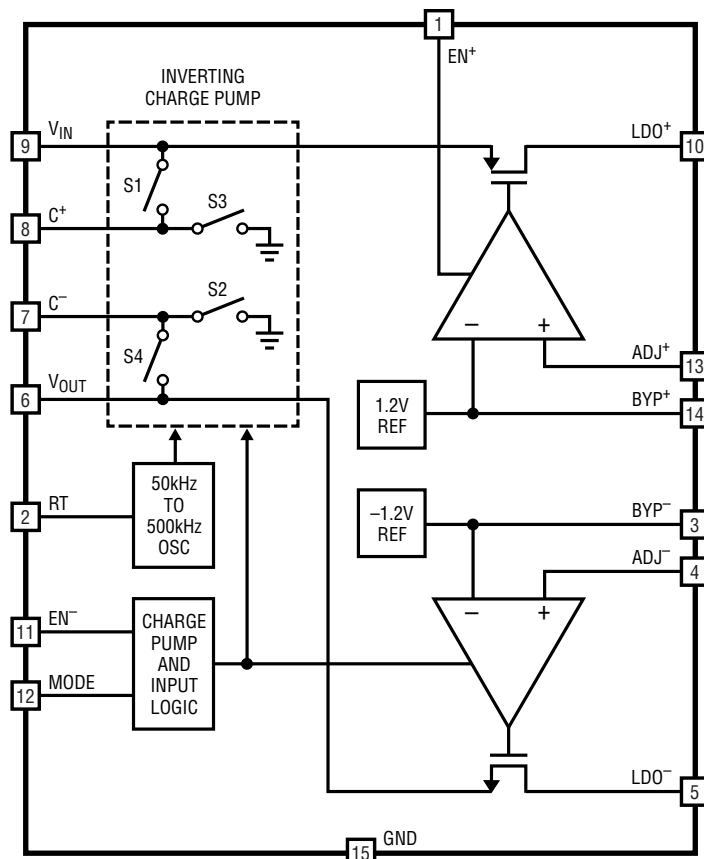 1
EN⁺
INVERTING
CHARGE PUMP
9
V_IN
S1
8
C⁺
S3
7
C⁻
S2
S4
6
V_OUT
LDO⁺
10
–
+
ADJ⁺
13
1.2V
REF
BYP⁺
14
2
RT
50kHz
TO
500kHz
OSC
–1.2V
REF
BYP⁻
3
ADJ⁻
4
–
+
11
EN⁻
12
MODE
CHARGE
PUMP
AND
INPUT
LOGIC
LDO⁻
5
15
GND